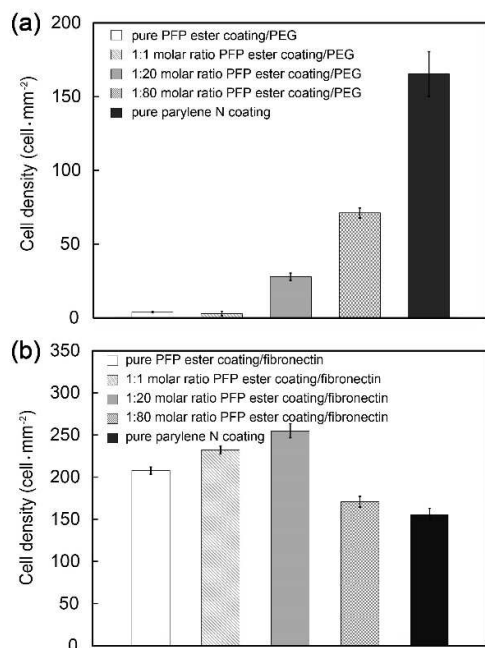 (a)
200
150
100
50
0
Cell density (cell·mm⁻²)
pure PFP ester coating/PEG
1:1 molar ratio PFP ester coating/PEG
1:20 molar ratio PFP ester coating/PEG
1:80 molar ratio PFP ester coating/PEG
pure parylene N coating
(b)
350
300
250
200
150
100
50
0
Cell density (cell·mm⁻²)
pure PFP ester coating/fibronectin
1:1 molar ratio PFP ester coating/fibronectin
1:20 molar ratio PFP ester coating/fibronectin
1:80 molar ratio PFP ester coating/fibronectin
pure parylene N coating